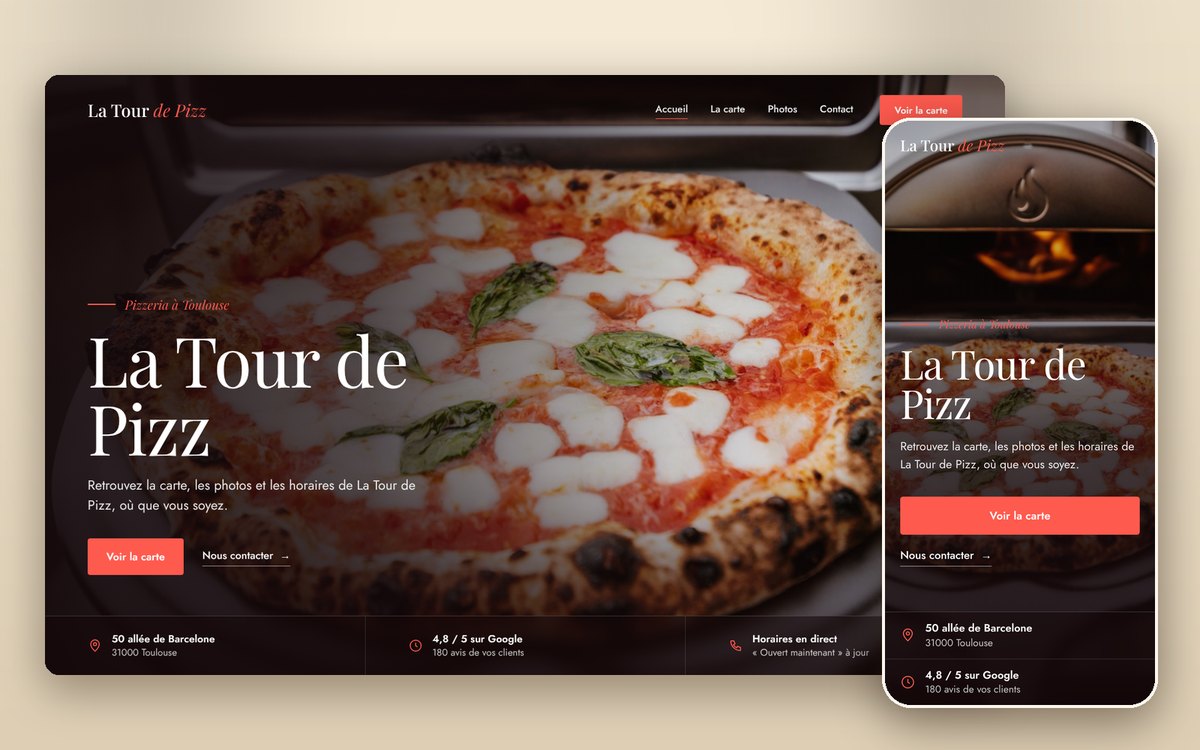 La Tour de Pizz
Accueil
La carte
Photos
Contact
Voir la carte
Pizzeria à Toulouse
La Tour de
Pizz
Retrouvez la carte, les photos et les horaires de La Tour de
Pizz, où que vous soyez.
Voir la carte
Nous contacter →
50 allée de Barcelone
31000 Toulouse
4,8 / 5 sur Google
180 avis de vos clients
Horaires en direct
« Ouvert maintenant » à jour
La Tour de Pizz
Pizzeria à Toulouse
La Tour de
Pizz
Retrouvez la carte, les photos et les horaires de
La Tour de Pizz, où que vous soyez.
Voir la carte
Nous contacter →
50 allée de Barcelone
31000 Toulouse
4,8 / 5 sur Google
180 avis de vos clients